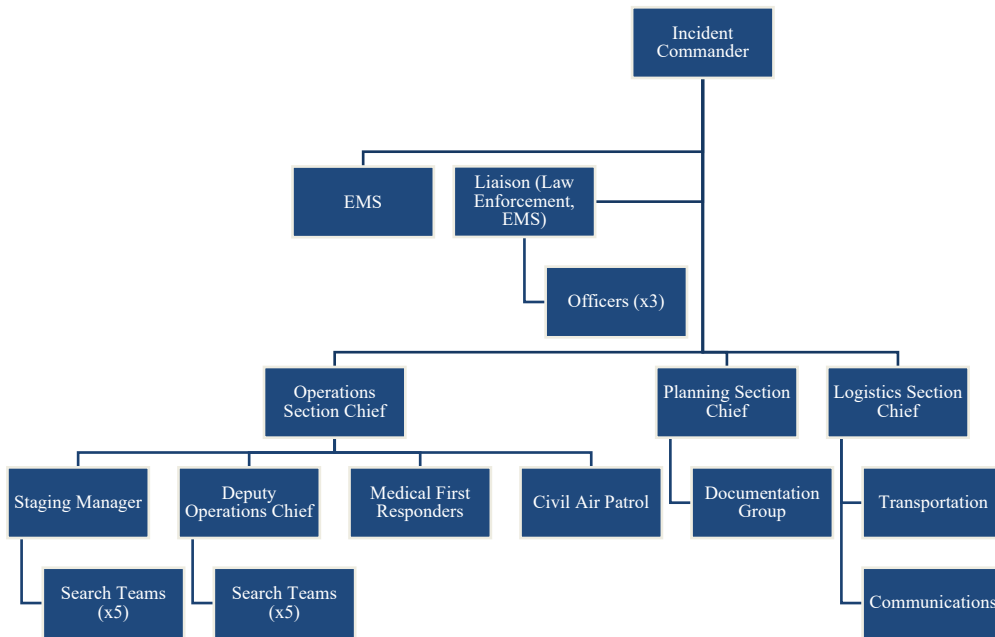 Incident
Commander
EMS
Liaison (Law
Enforcement,
EMS)
Officers (x3)
Operations
Section Chief
Planning Section
Chief
Logistics Section
Chief
Staging Manager
Deputy
Operations Chief
Medical First
Responders
Civil Air Patrol
Documentation
Group
Transportation
Search Teams
(x5)
Search Teams
(x5)
Communications